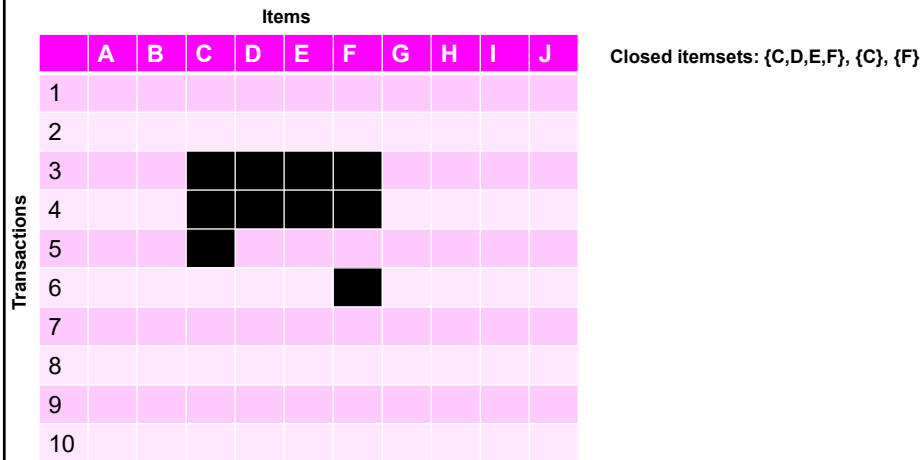 Items
A B C D E F G H I J
Closed itemsets: {C,D,E,F}, {C}, {F}
Transactions
1
2
3
4
5
6
7
8
9
10